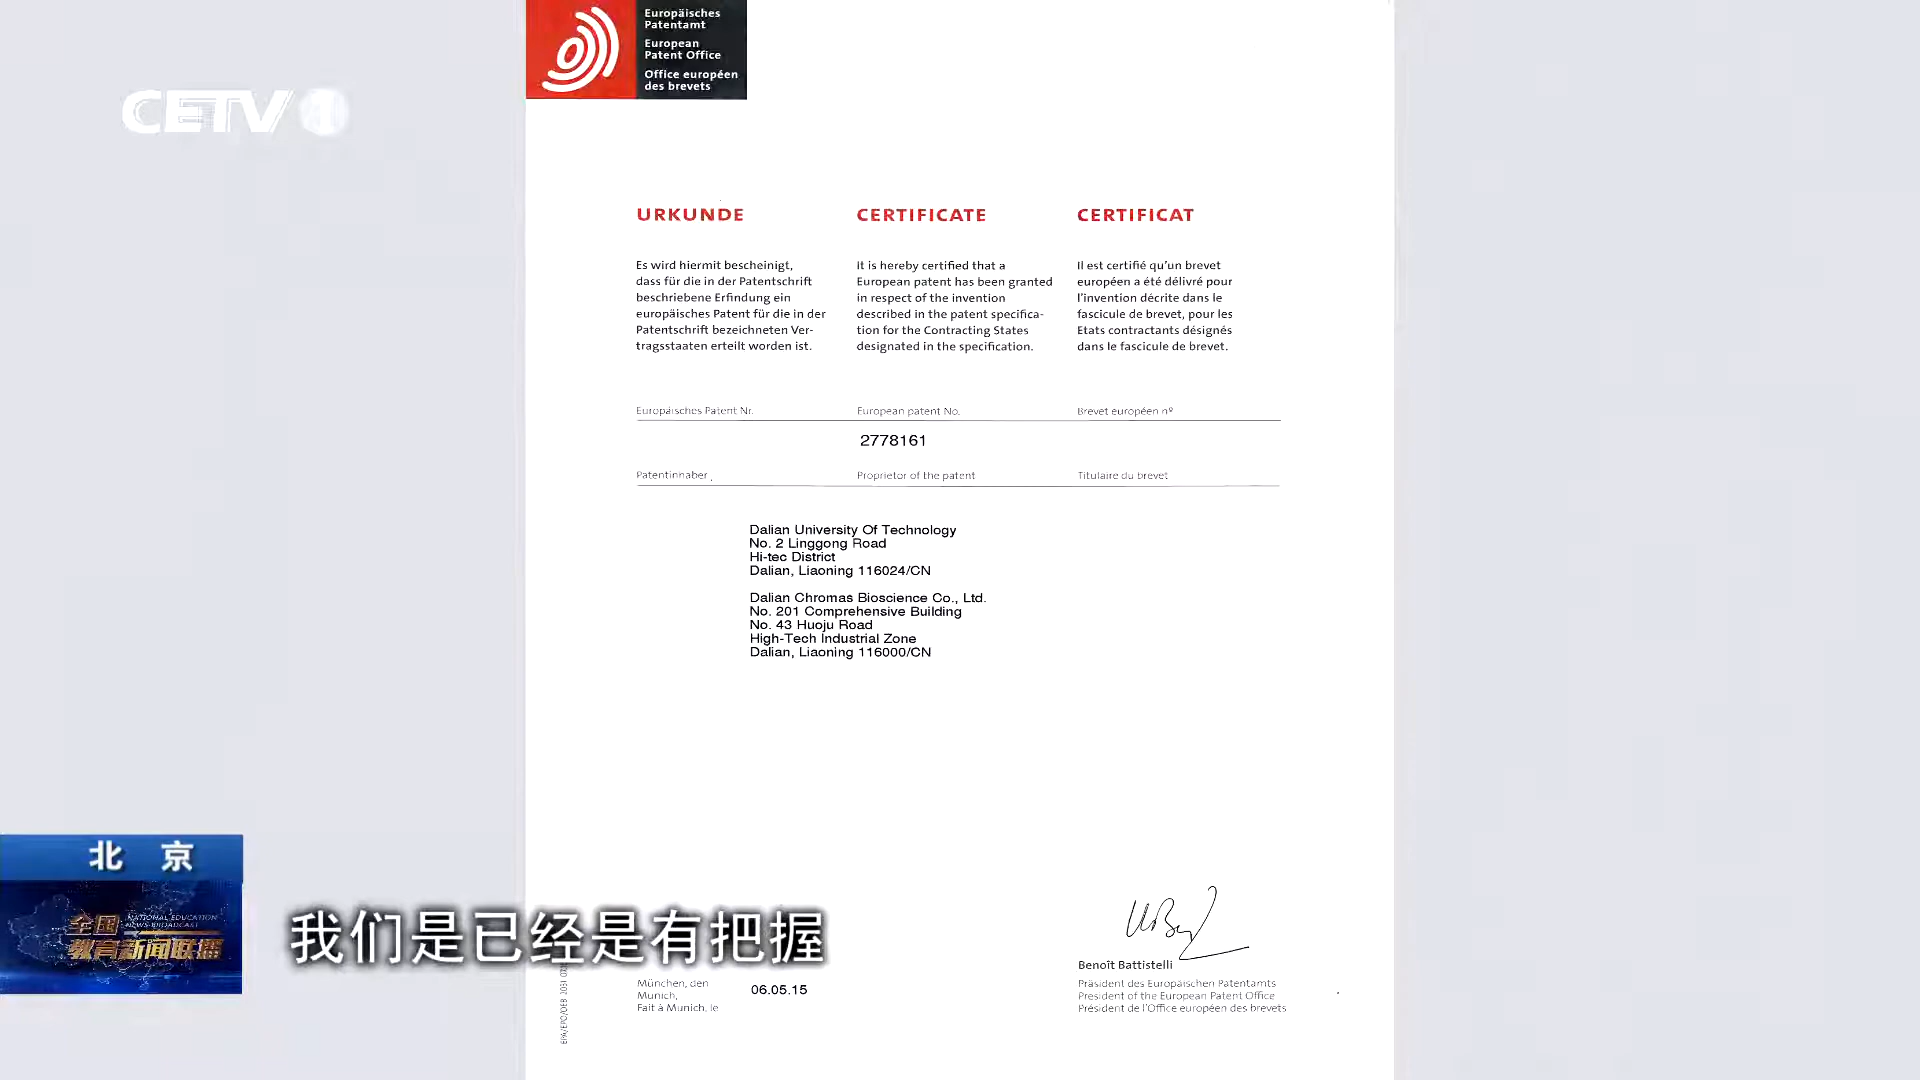 Europäisches
Patentamt
European
Patent Office
Office européen
des brevets
CETV 1
URKUNDE
Es wird hiermit bescheinigt,
dass für die in der Patentschrift
beschriebene Erfindung ein
europäisches Patent für die in der
Patentschrift bezeichneten Ver-
tragsstaaten erteilt worden ist.
CERTIFICATE
It is hereby certified that a
European patent has been granted
in respect of the invention
described in the patent specifica-
tion for the Contracting States
designated in the specification.
CERTIFICAT
Il est certifié qu'un brevet
européen a été délivré pour
l'invention décrite dans le
fascicule de brevet, pour les
Etats contractants désignés
dans le fascicule de brevet.
Europäisches Patent Nr.
European patent No.
Brevet européen nº
2778161
Patentinhaber
Proprietor of the patent
Titulaire du brevet
Dalian University Of Technology
No. 2 Linggong Road
Hi-tec District
Dalian, Liaoning 116024/CN
Dalian Chromas Bioscience Co., Ltd.
No. 201 Comprehensive Building
No. 43 Huoju Road
High-Tech Industrial Zone
Dalian, Liaoning 116000/CN
北 京
全国
NATIONAL EDUCATION
NEWS BROADCAST
教育新闻联播
我们是已经是有把握
Benoît Battistelli
Präsident des Europäischen Patentamts
President of the European Patent Office
Président de l'Office européen des brevets
München, den
Munich,
Fait à Munich, le
06.05.15
EPA/EPO/OEB 2031